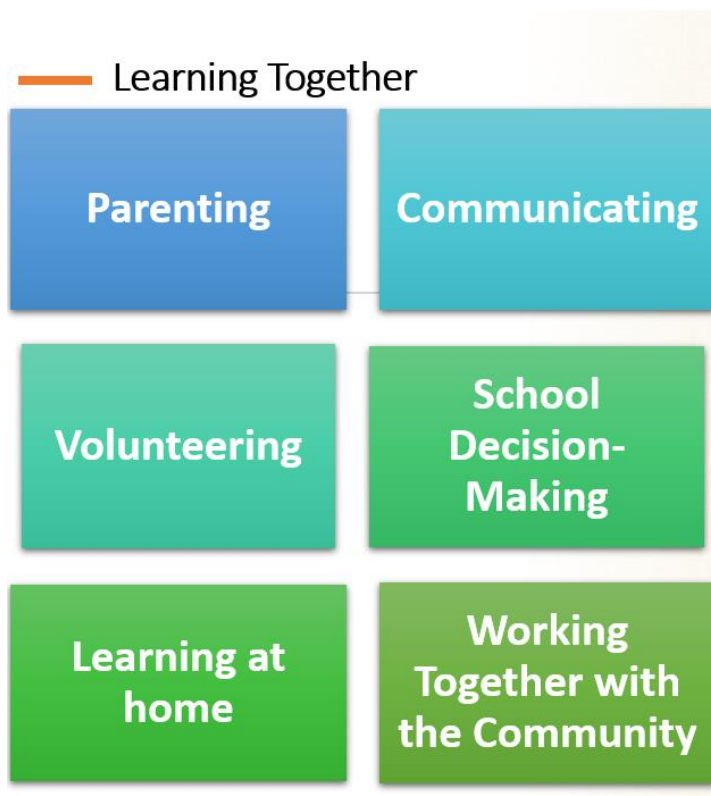 Learning Together
Parenting
Communicating
Volunteering
School
Decision-
Making
Learning at
home
Working
Together with
the Community